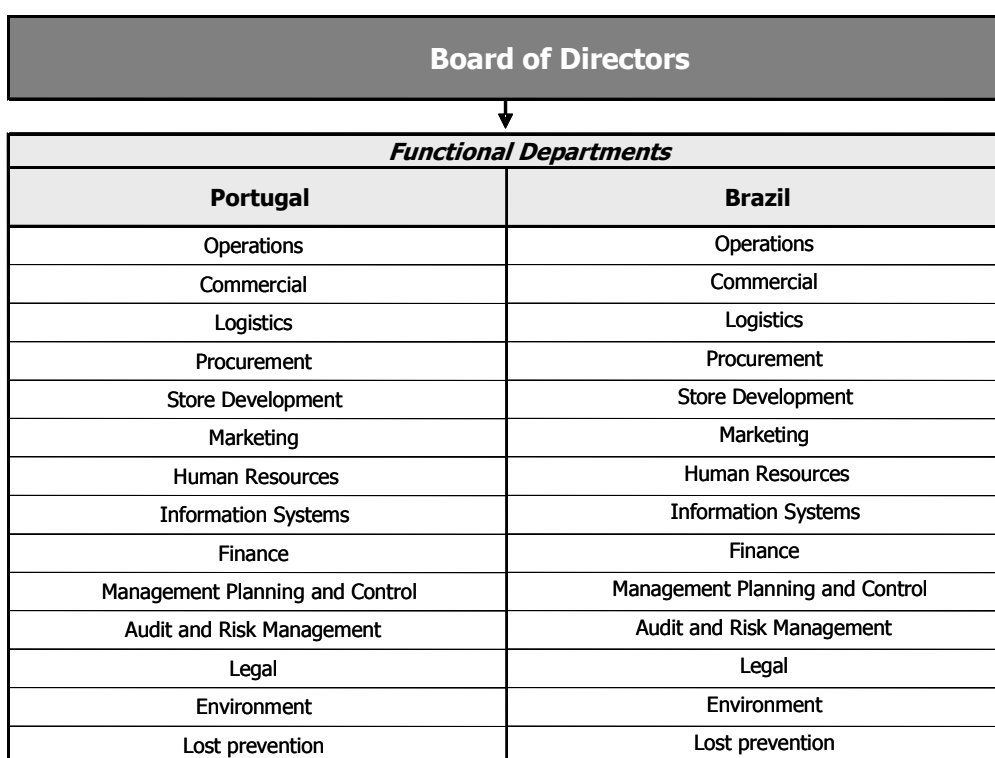 Board of Directors
Functional Departments
Portugal Brazil
Operations Operations
Commercial Commercial
Logistics Logistics
Procurement Procurement
Store Development Store Development
Marketing Marketing
Human Resources Human Resources
Information Systems Information Systems
Finance Finance
Management Planning and Control Management Planning and Control
Audit and Risk Management Audit and Risk Management
Legal Legal
Environment Environment
Lost prevention Lost prevention